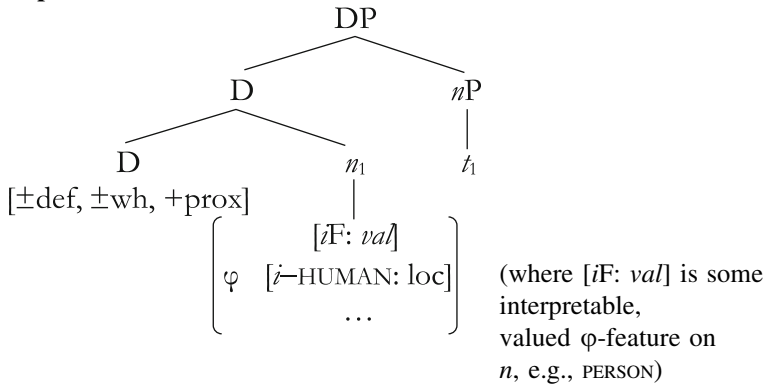 DP
D nP
D n1 t1
[±def, ±wh, +prox]
[iF: val]
φ [i–HUMAN: loc]
…
(where [iF: val] is some
interpretable,
valued φ-feature on
n, e.g., PERSON)